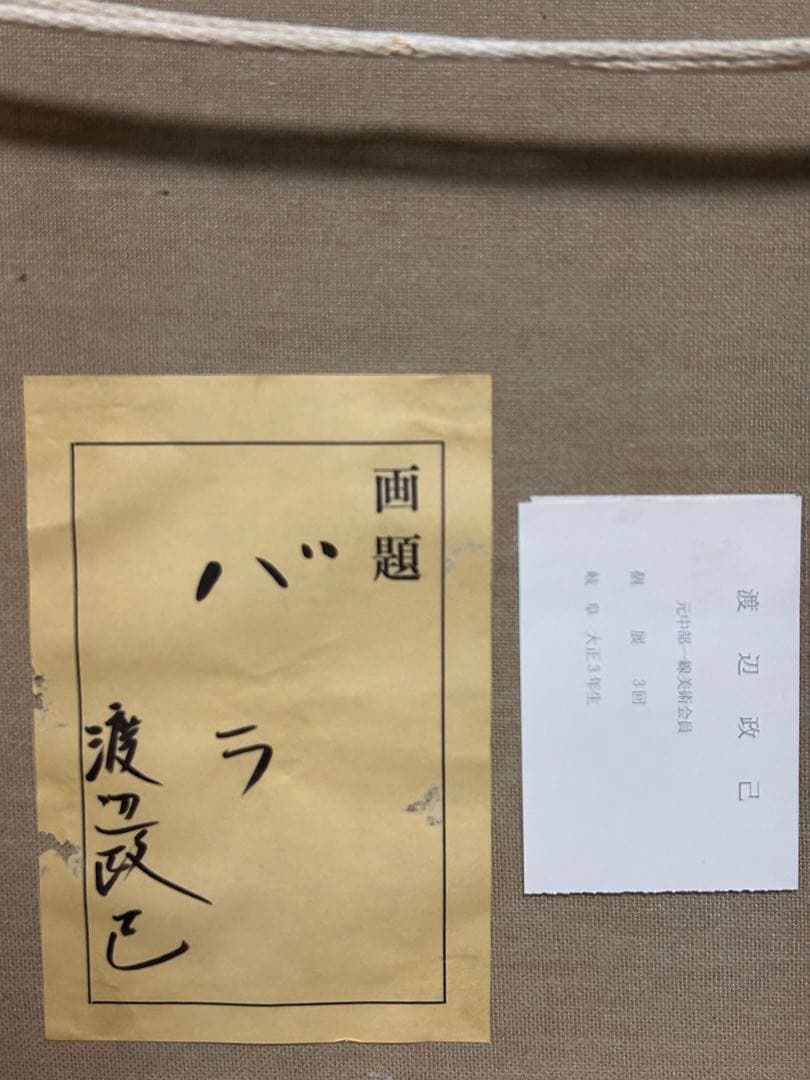 画題
バラ
渡辺政己
渡辺政己
元中部一線美術会員
個展 3回
岐阜 大正3年生